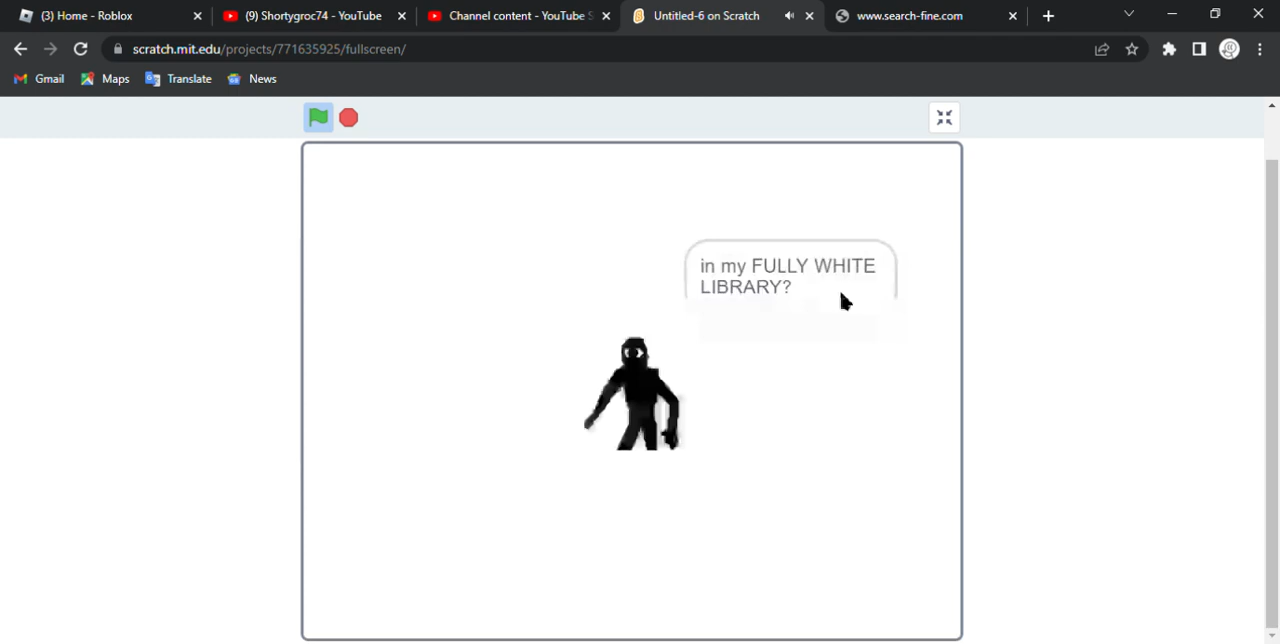 (3) Home - Roblox
(9) Shortygroc74 - YouTube
Channel content - YouTube S
Untitled-6 on Scratch
www.search-fine.com
scratch.mit.edu/projects/771635925/fullscreen/
Gmail
Maps
Translate
News
in my FULLY WHITE
LIBRARY?